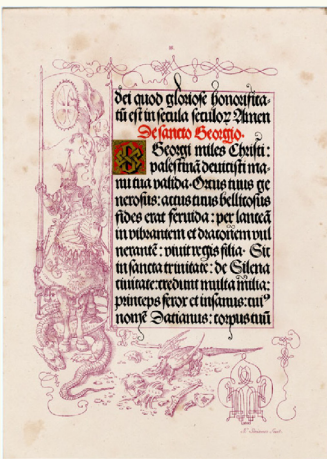 dei quod gloriose honorifica-
tū est in secula seculoꝝ Amen
De sancto Georgio.
Georgi miles Christi:
palestinā deuicisti ma-
nu tua valida. Ortus tuus ge
nerosus: actus tuus bellicosus
fides erat feruida: per lanceā
in vibrantem et draconem vul
nerantē: viuit regis filia. Sit
in sancta trinitate: de Silena
ciuitate: credunt multa milia:
princeps ferox et insanus: cuiꝰ
nomē Datianus: corpus tuū